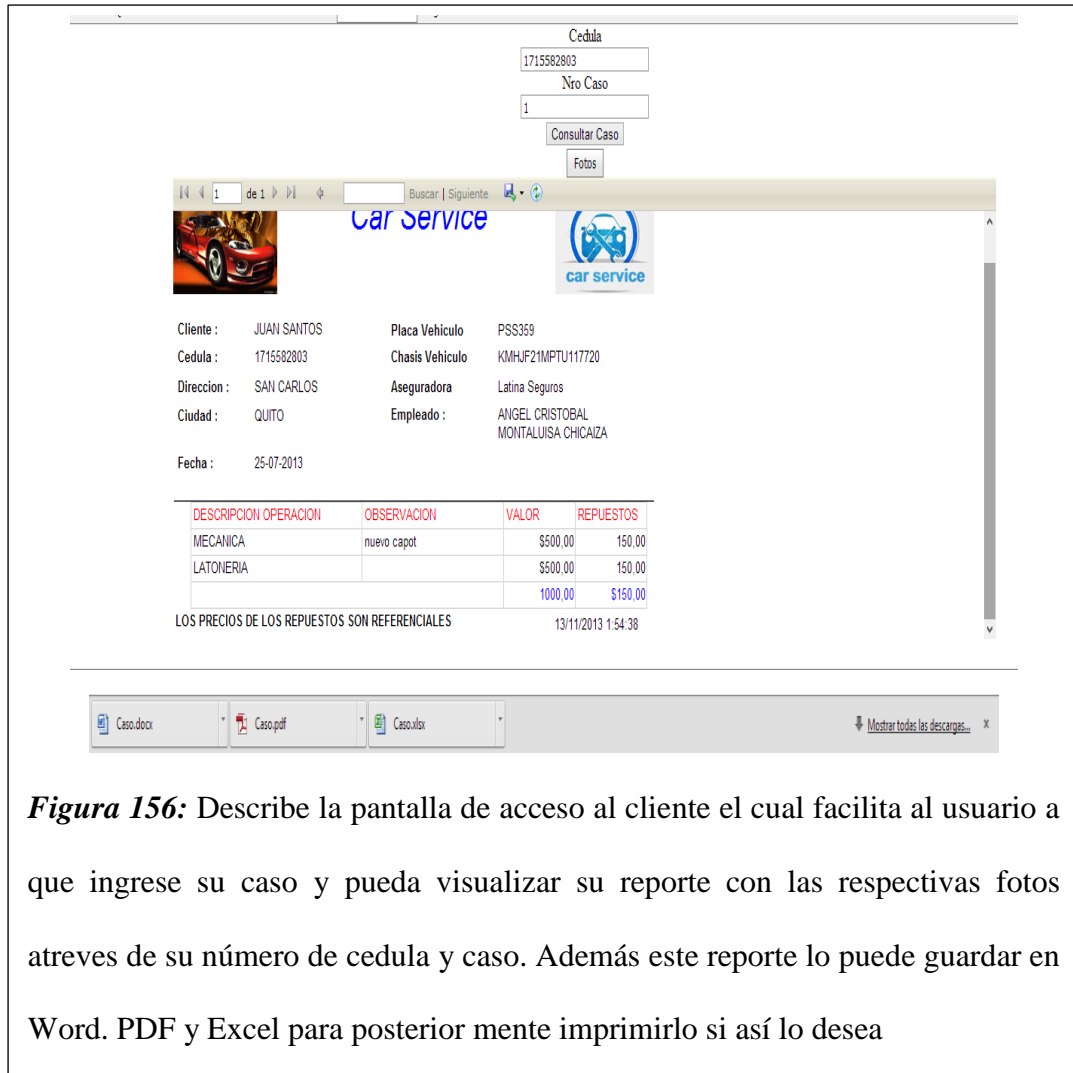 Cedula
1715582803
Nro Caso
1
Consultar Caso
Fotos
1 de 1 Buscar | Siguiente
Car Service
car service
Cliente : JUAN SANTOS Placa Vehiculo PSS359
Cedula : 1715582803 Chasis Vehiculo KMHJF21MPTU117720
Direccion : SAN CARLOS Aseguradora Latina Seguros
Ciudad : QUITO Empleado : ANGEL CRISTOBAL
MONTALUISA CHICAIZA
Fecha : 25-07-2013
DESCRIPCION OPERACION OBSERVACION VALOR REPUESTOS
MECANICA nuevo capot $500,00 150,00
LATONERIA $500,00 150,00
1000,00 $150,00
LOS PRECIOS DE LOS REPUESTOS SON REFERENCIALES 13/11/2013 1:54:38
Caso.docx Caso.pdf Caso.xlsx Mostrar todas las descargas... x
Figura 156: Describe la pantalla de acceso al cliente el cual facilita al usuario a
que ingrese su caso y pueda visualizar su reporte con las respectivas fotos
atreves de su número de cedula y caso. Además este reporte lo puede guardar en
Word. PDF y Excel para posterior mente imprimirlo si así lo desea